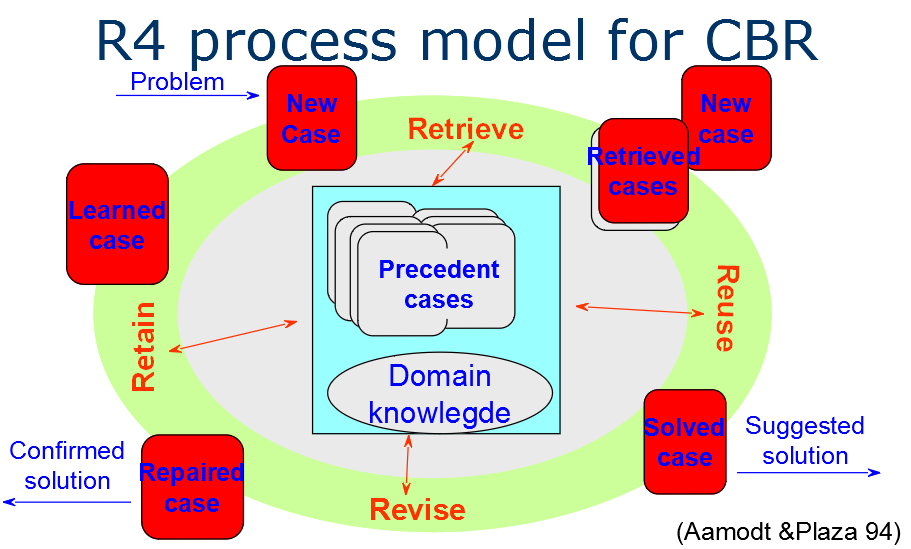 R4 process model for CBR
Problem
New
Case
Retrieve
New
case
Retrieved
cases
Learned
case
Precedent
cases
Reuse
Retain
Domain
knowlegde
Solved
case
Suggested
solution
Confirmed
solution
Repaired
case
Revise
(Aamodt &Plaza 94)